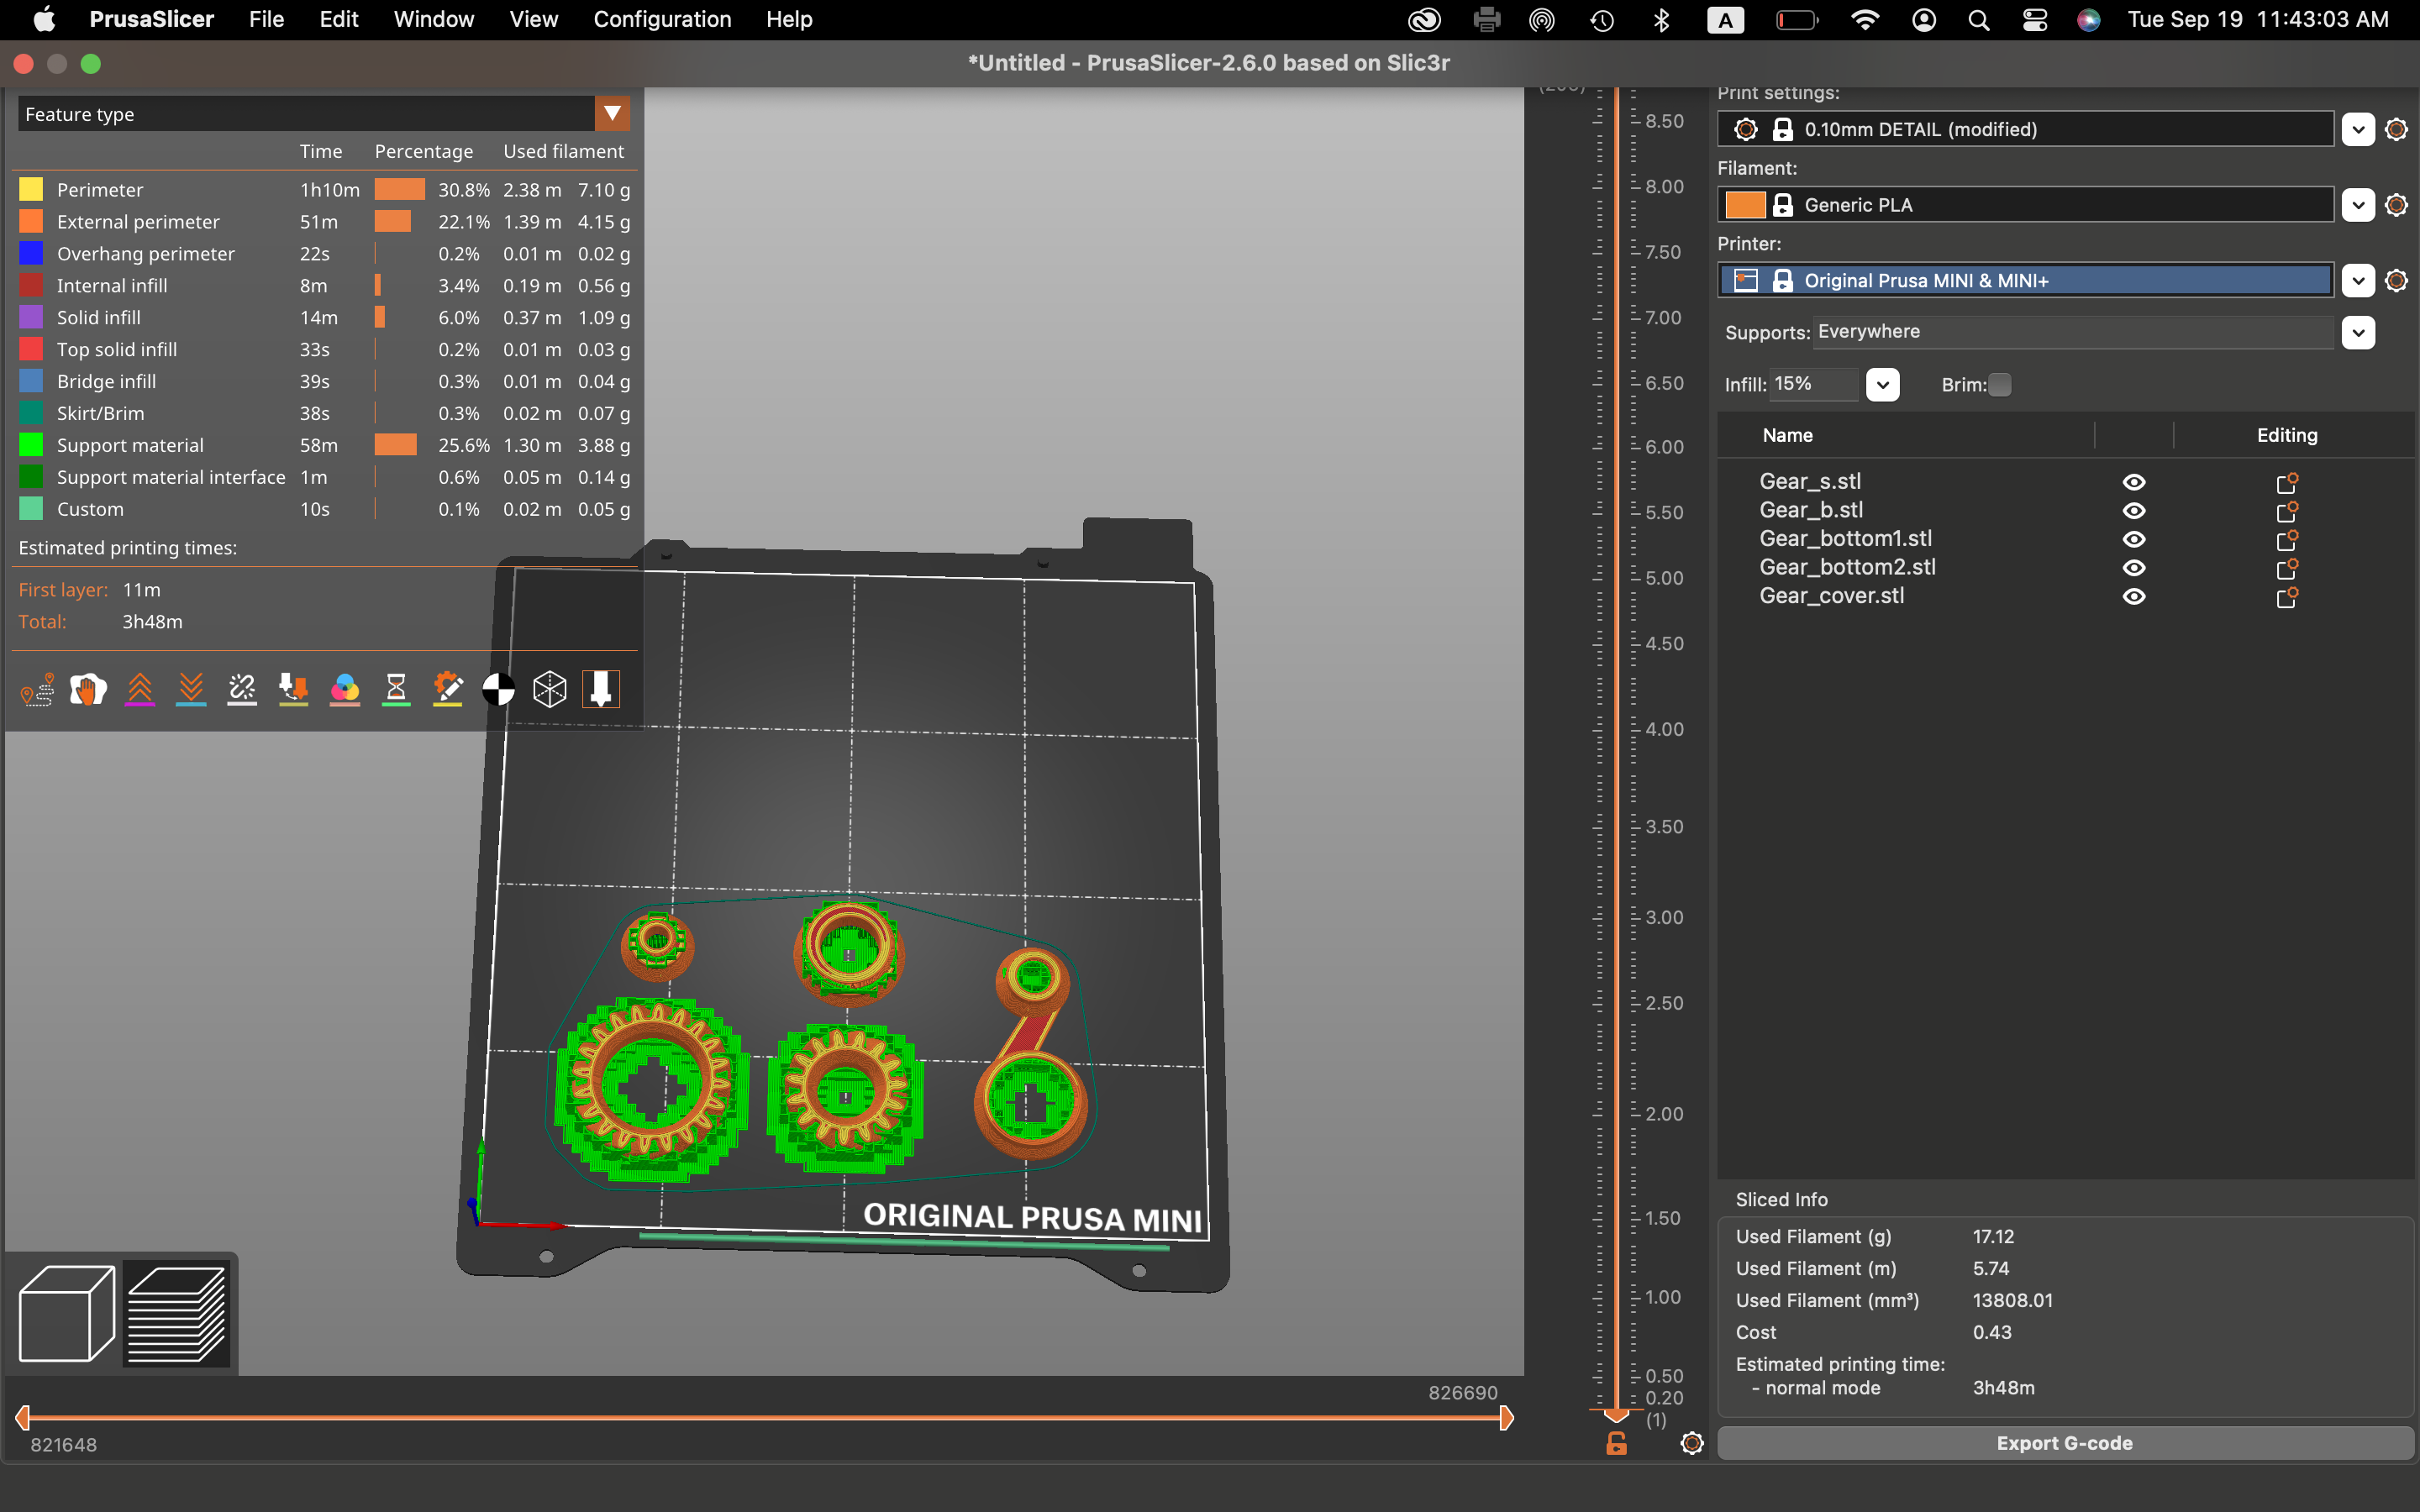 PrusaSlicer File Edit Window View Configuration Help A Tue Sep 19 11:43:03 AM
*Untitled - PrusaSlicer-2.6.0 based on Slic3r
Feature type
Time Percentage Used filament
Perimeter 1h10m 30.8% 2.38 m 7.10 g
External perimeter 51m 22.1% 1.39 m 4.15 g
Overhang perimeter 22s 0.2% 0.01 m 0.02 g
Internal infill 8m 3.4% 0.19 m 0.56 g
Solid infill 14m 6.0% 0.37 m 1.09 g
Top solid infill 33s 0.2% 0.01 m 0.03 g
Bridge infill 39s 0.3% 0.01 m 0.04 g
Skirt/Brim 38s 0.3% 0.02 m 0.07 g
Support material 58m 25.6% 1.30 m 3.88 g
Support material interface 1m 0.6% 0.05 m 0.14 g
Custom 10s 0.1% 0.02 m 0.05 g
Estimated printing times:
First layer: 11m
Total: 3h48m
ORIGINAL PRUSA MINI
826690
821648
8.50
8.00
7.50
7.00
6.50
6.00
5.50
5.00
4.50
4.00
3.50
3.00
2.50
2.00
1.50
1.00
0.50
0.20
(1)
Print settings:
0.10mm DETAIL (modified)
Filament:
Generic PLA
Printer:
Original Prusa MINI & MINI+
Supports: Everywhere
Infill: 15% Brim:
Name Editing
Gear_s.stl
Gear_b.stl
Gear_bottom1.stl
Gear_bottom2.stl
Gear_cover.stl
Sliced Info
Used Filament (g) 17.12
Used Filament (m) 5.74
Used Filament (mm³) 13808.01
Cost 0.43
Estimated printing time:
- normal mode 3h48m
Export G-code